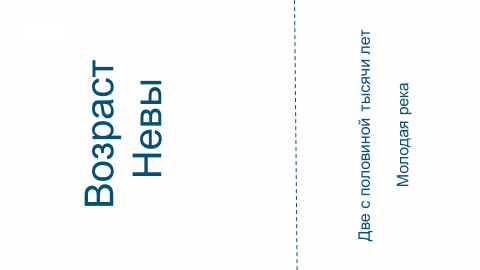 Возраст
Невы
Две с половиной тысячи лет
Молодая река